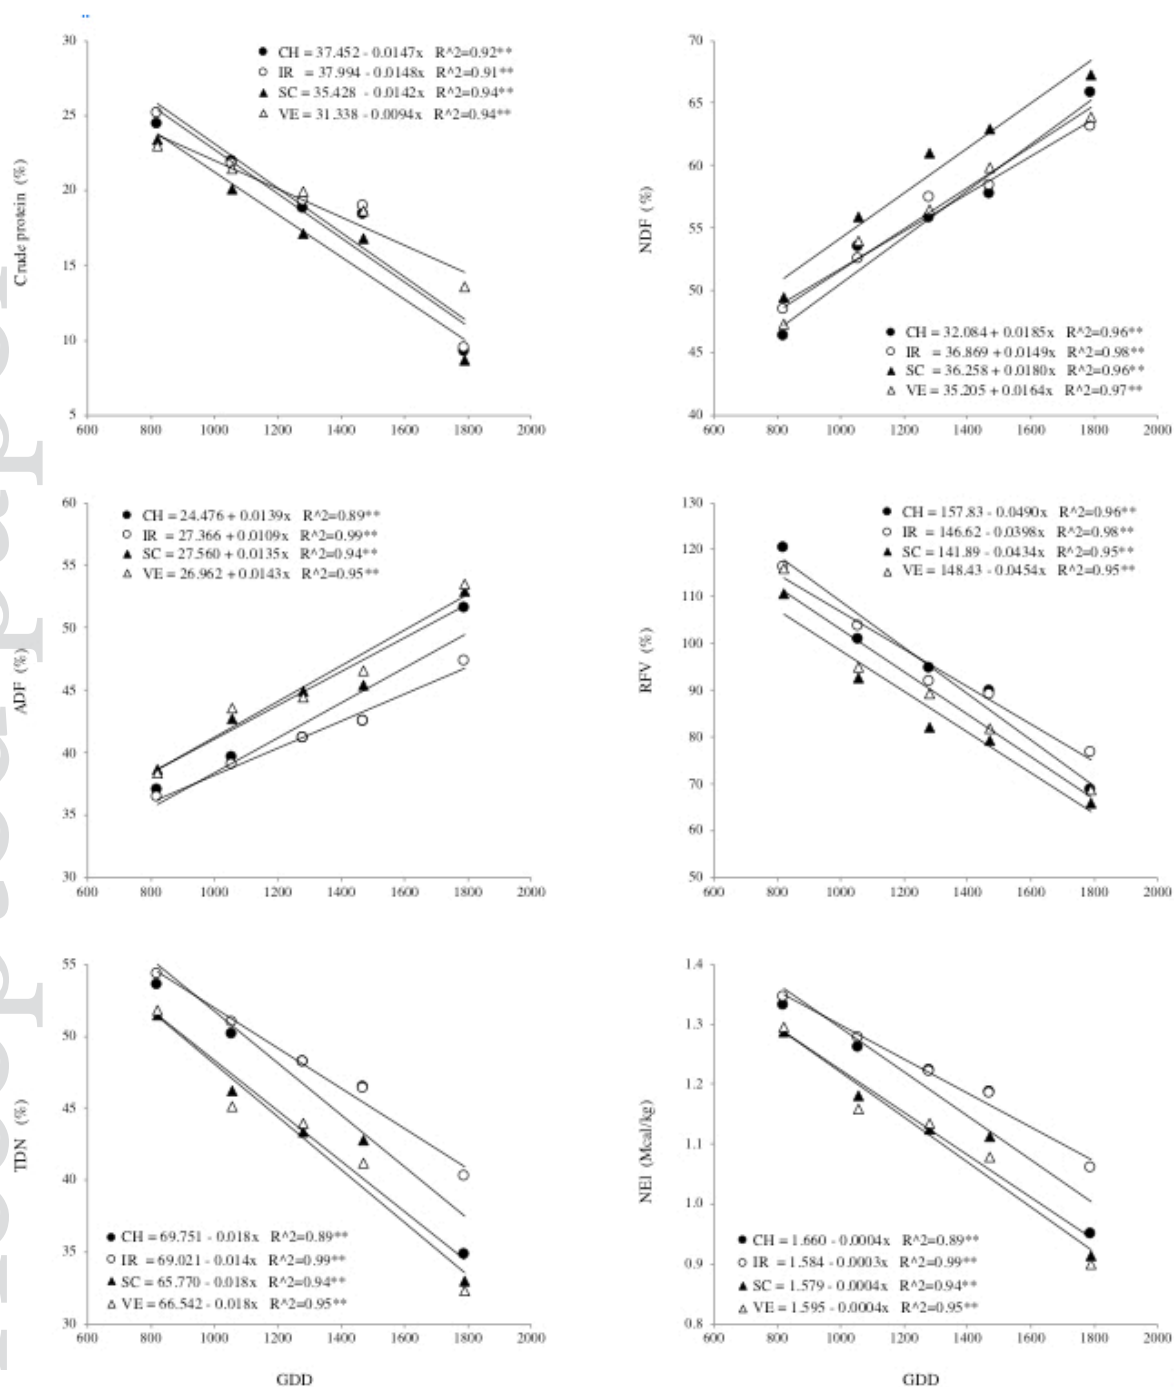 30
25
20
15
10
5
600 800 1000 1200 1400 1600 1800 2000
Crude protein (%)
CH = 37.452 - 0.0147x R^2=0.92**
IR = 37.994 - 0.0148x R^2=0.91**
SC = 35.428 - 0.0142x R^2=0.94**
VE = 31.338 - 0.0094x R^2=0.94**
70
65
60
55
50
45
40
600 800 1000 1200 1400 1600 1800 2000
NDF (%)
CH = 32.084 + 0.0185x R^2=0.96**
IR = 36.869 + 0.0149x R^2=0.98**
SC = 36.258 + 0.0180x R^2=0.96**
VE = 35.205 + 0.0164x R^2=0.97**
60
55
50
45
40
35
30
600 800 1000 1200 1400 1600 1800 2000
ADF (%)
CH = 24.476 + 0.0139x R^2=0.89**
IR = 27.366 + 0.0109x R^2=0.99**
SC = 27.560 + 0.0135x R^2=0.94**
VE = 26.962 + 0.0143x R^2=0.95**
130
120
110
100
90
80
70
60
50
600 800 1000 1200 1400 1600 1800 2000
RFV (%)
CH = 157.83 - 0.0490x R^2=0.96**
IR = 146.62 - 0.0398x R^2=0.98**
SC = 141.89 - 0.0434x R^2=0.95**
VE = 148.43 - 0.0454x R^2=0.95**
55
50
45
40
35
30
600 800 1000 1200 1400 1600 1800 2000
TDN (%)
CH = 69.751 - 0.018x R^2=0.89**
IR = 69.021 - 0.014x R^2=0.99**
SC = 65.770 - 0.018x R^2=0.94**
VE = 66.542 - 0.018x R^2=0.95**
GDD
1.4
1.3
1.2
1.1
1.0
0.9
0.8
600 800 1000 1200 1400 1600 1800 2000
NEl (Mcal/kg)
CH = 1.660 - 0.0004x R^2=0.89**
IR = 1.584 - 0.0003x R^2=0.99**
SC = 1.579 - 0.0004x R^2=0.94**
VE = 1.595 - 0.0004x R^2=0.95**
GDD